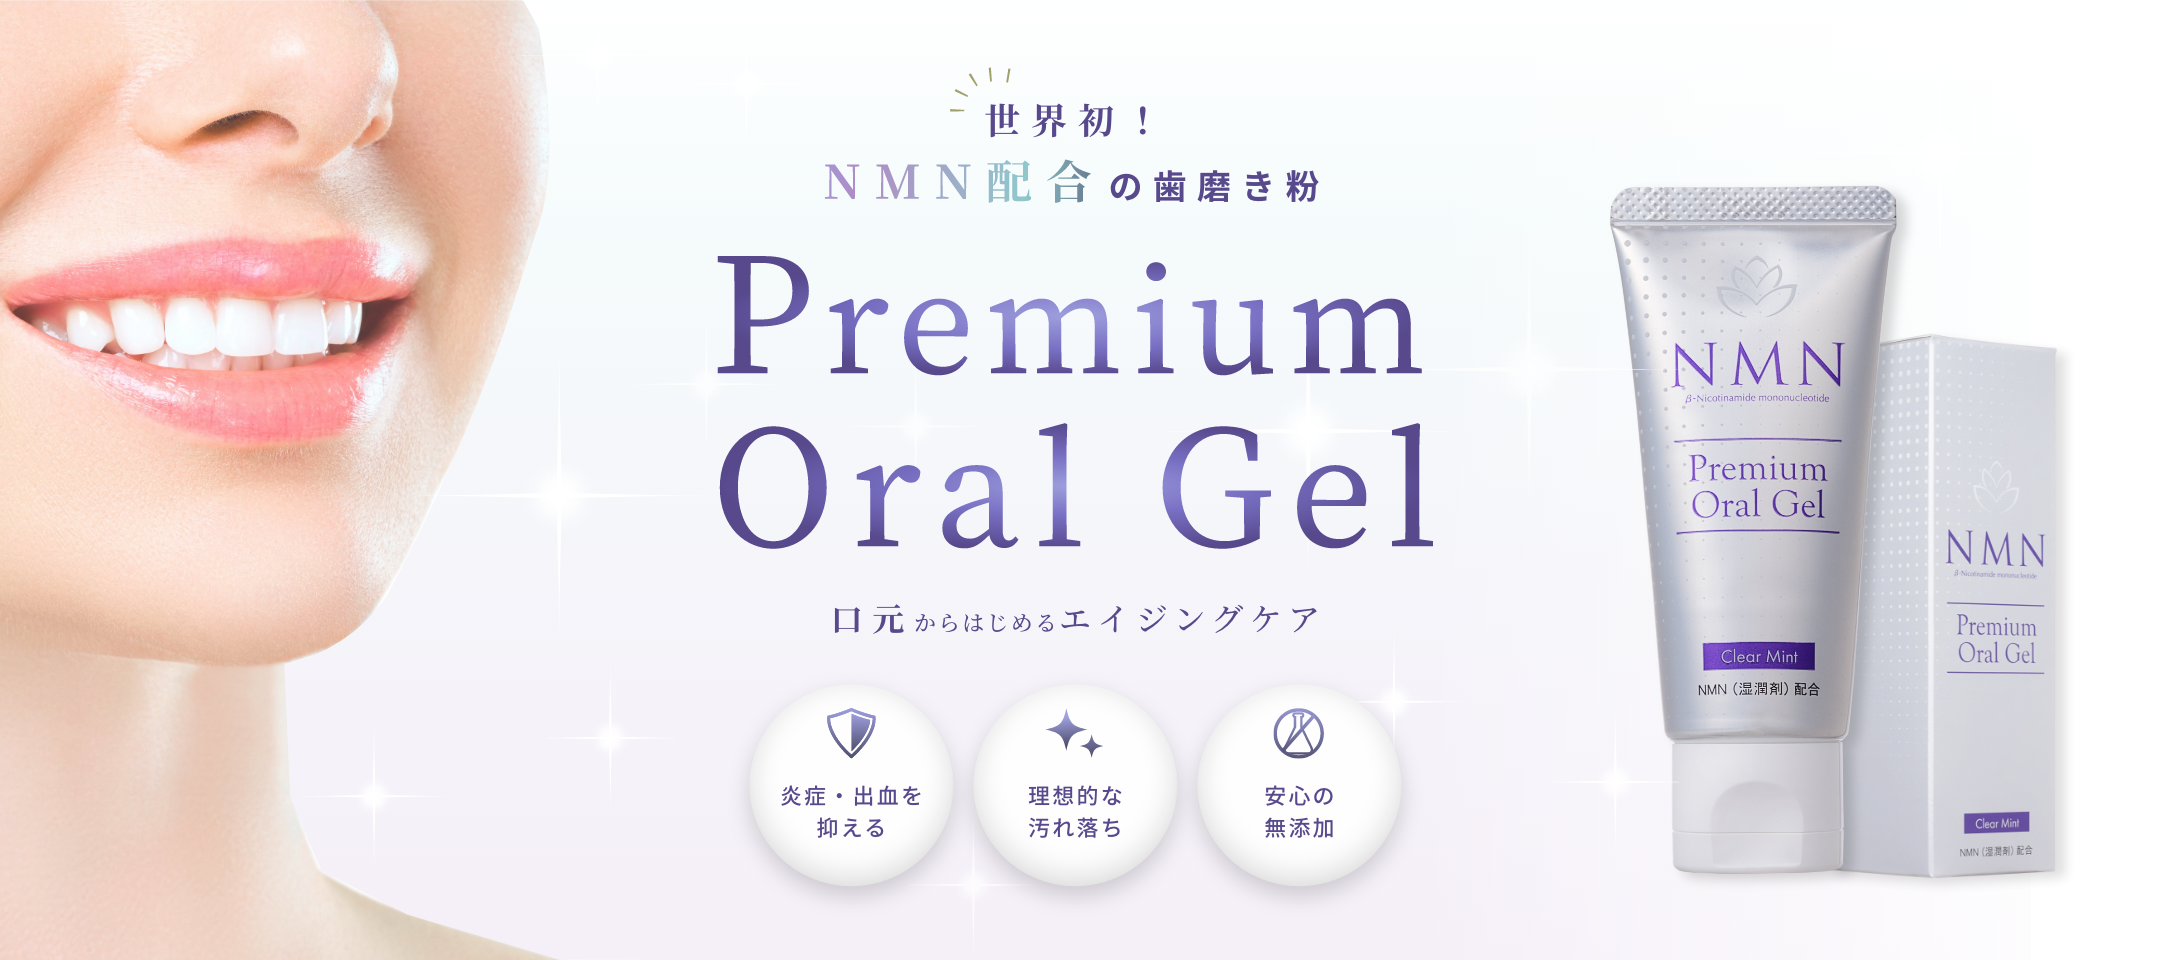 世界初！
NMN配合の歯磨き粉
Premium
Oral Gel
口元からはじめるエイジングケア
炎症・出血を
抑える
理想的な
汚れ落ち
安心の
無添加
NMN
β-Nicotinamide mononucleotide
Premium
Oral Gel
Clear Mint
NMN（湿潤剤）配合
NMN
β-Nicotinamide mononucleotide
Premium
Oral Gel
Clear Mint
NMN（湿潤剤）配合